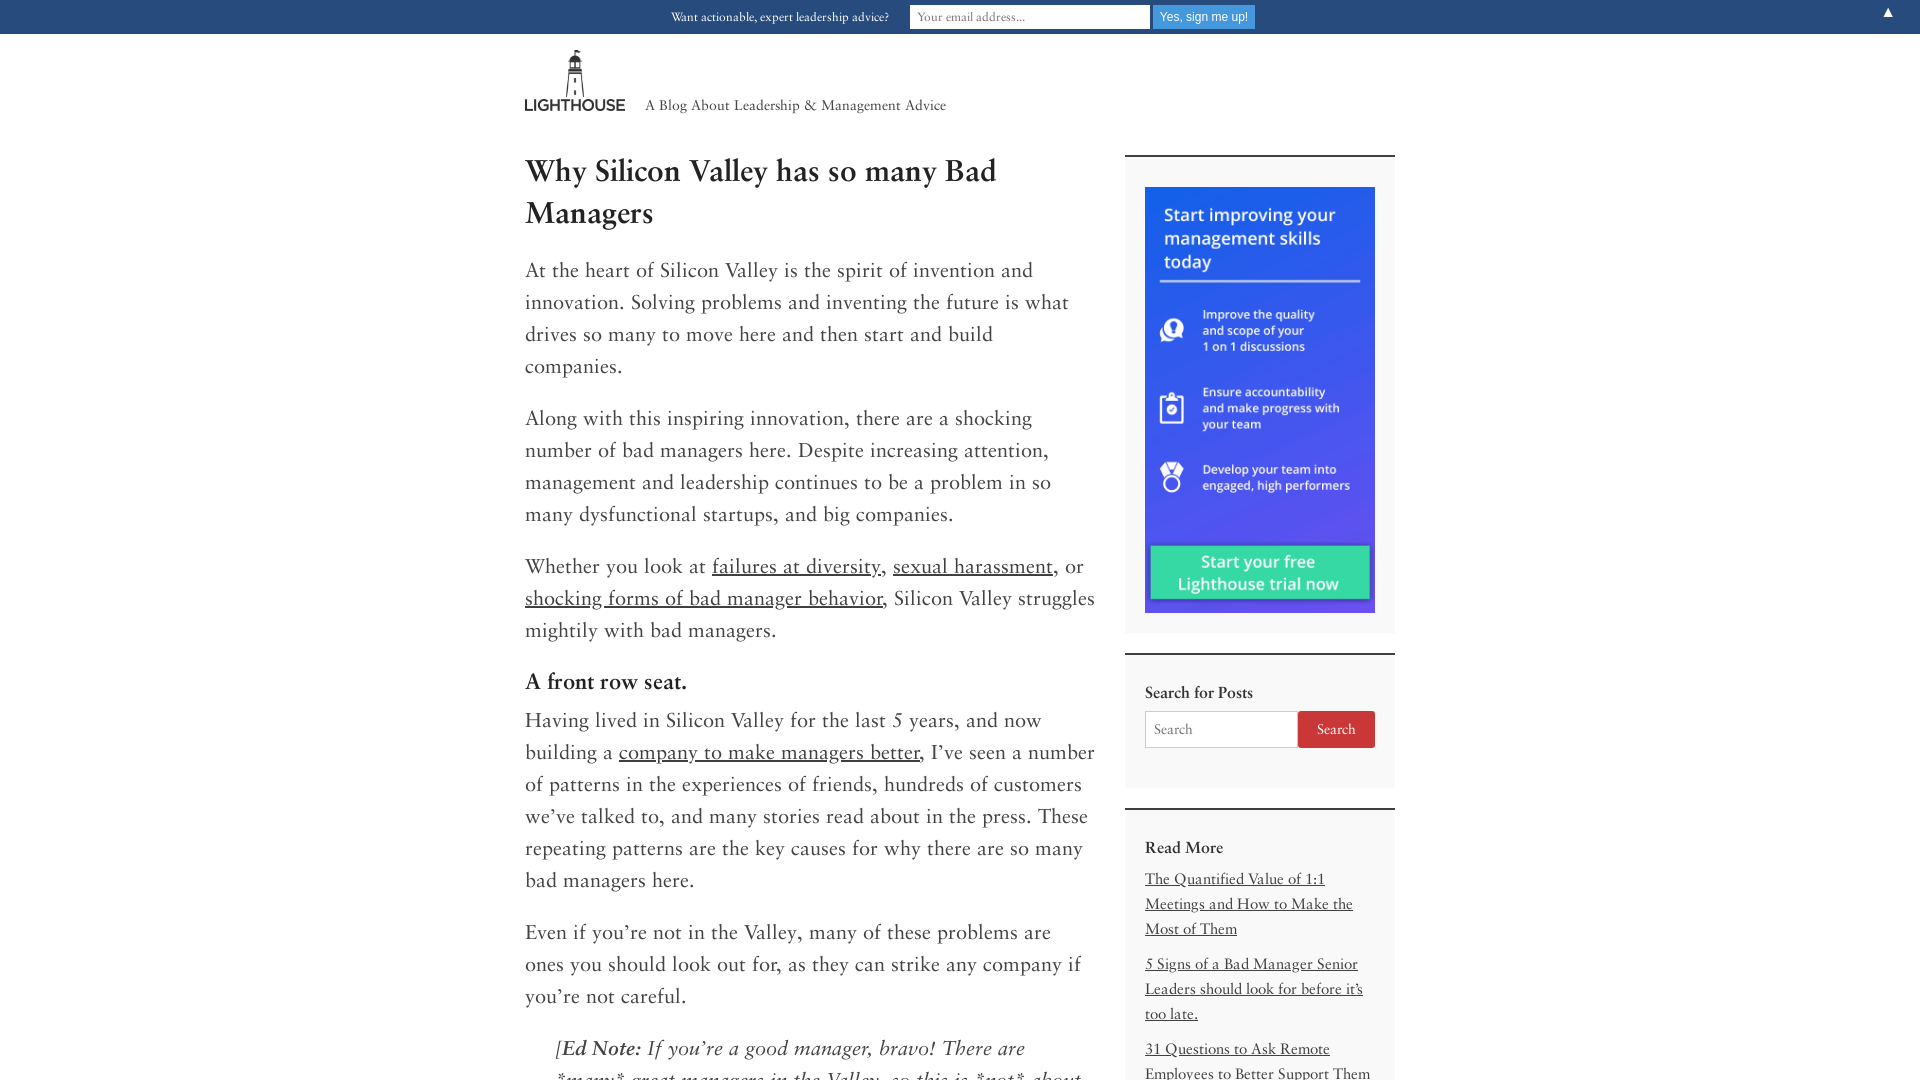 Want actionable, expert leadership advice?
Your email address...
Yes, sign me up!
▲
LIGHTHOUSE
A Blog About Leadership & Management Advice
Why Silicon Valley has so many Bad
Managers
At the heart of Silicon Valley is the spirit of invention and
innovation. Solving problems and inventing the future is what
drives so many to move here and then start and build
companies.
Along with this inspiring innovation, there are a shocking
number of bad managers here. Despite increasing attention,
management and leadership continues to be a problem in so
many dysfunctional startups, and big companies.
Whether you look at failures at diversity, sexual harassment, or
shocking forms of bad manager behavior, Silicon Valley struggles
mightily with bad managers.
A front row seat.
Having lived in Silicon Valley for the last 5 years, and now
building a company to make managers better, I’ve seen a number
of patterns in the experiences of friends, hundreds of customers
we’ve talked to, and many stories read about in the press. These
repeating patterns are the key causes for why there are so many
bad managers here.
Even if you’re not in the Valley, many of these problems are
ones you should look out for, as they can strike any company if
you’re not careful.
[Ed Note: If you’re a good manager, bravo! There are
*many* great managers in the Valley, so this is *not* about
Start improving your
management skills
today
Improve the quality
and scope of your
1 on 1 discussions
Ensure accountability
and make progress with
your team
Develop your team into
engaged, high performers
Start your free
Lighthouse trial now
Search for Posts
Search
Search
Read More
The Quantified Value of 1:1
Meetings and How to Make the
Most of Them
5 Signs of a Bad Manager Senior
Leaders should look for before it’s
too late.
31 Questions to Ask Remote
Employees to Better Support Them